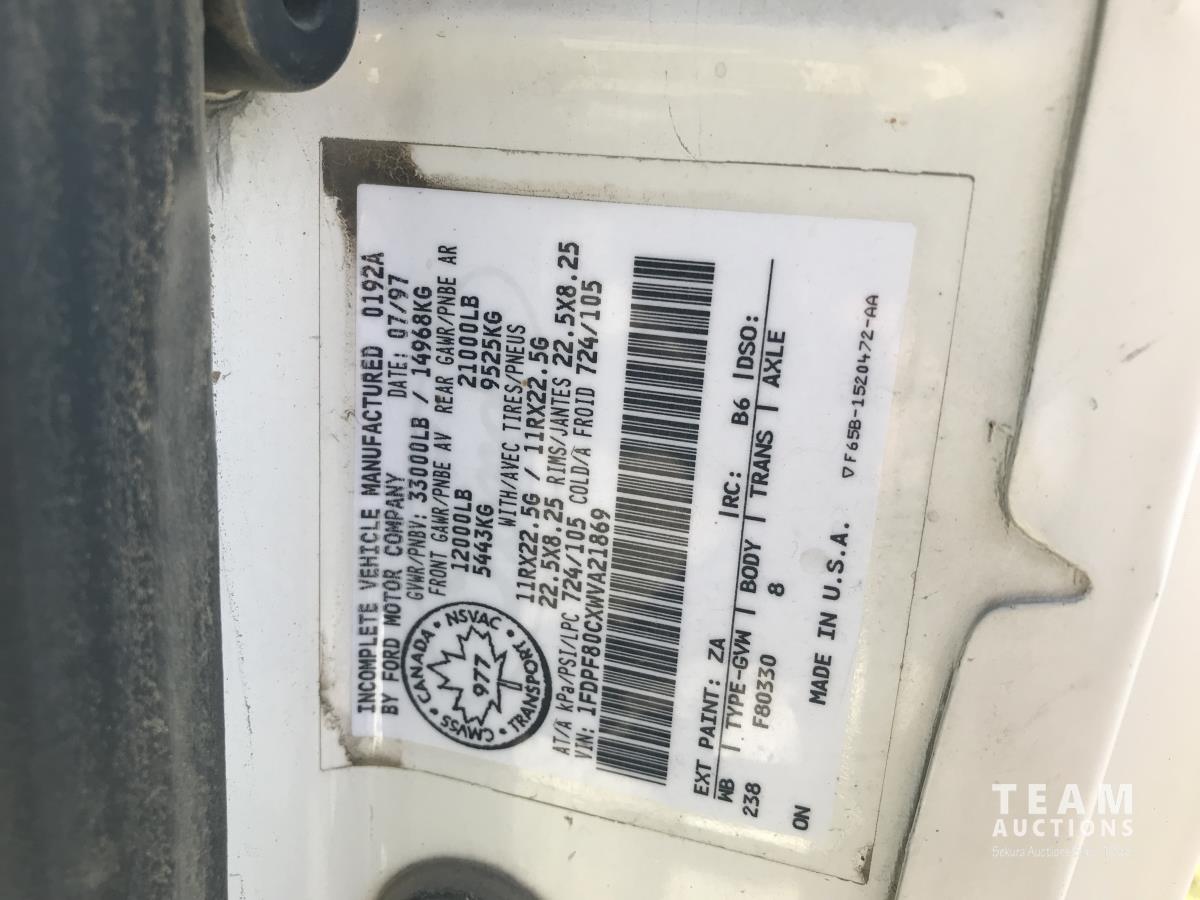 INCOMPLETE VEHICLE MANUFACTURED 0192A
BY FORD MOTOR COMPANY DATE: 07/97
GVWR/PNBV: 33000LB / 14968KG
FRONT GAWR/PNBE AV REAR GAWR/PNBE AR
12000LB 21000LB
5443KG 9525KG
WITH/AVEC TIRES/PNEUS
11RX22.5G / 11RX22.5G
22.5X8.25 RIMS/JANTES 22.5X8.25
AT/A kPa/PSI/LPC 724/105 COLD/A FROID 724/105
VIN: 1FDPF80CXWVA21869
CMVSS • CANADA • NSVAC • TRANSPORT •
977
EXT PAINT: ZA RC: B6 DSO:
WB TYPE-GVW BODY TRANS AXLE
238 F80330 8
ON MADE IN U.S.A. F65B-1520472-AA
TEAM
AUCTIONS